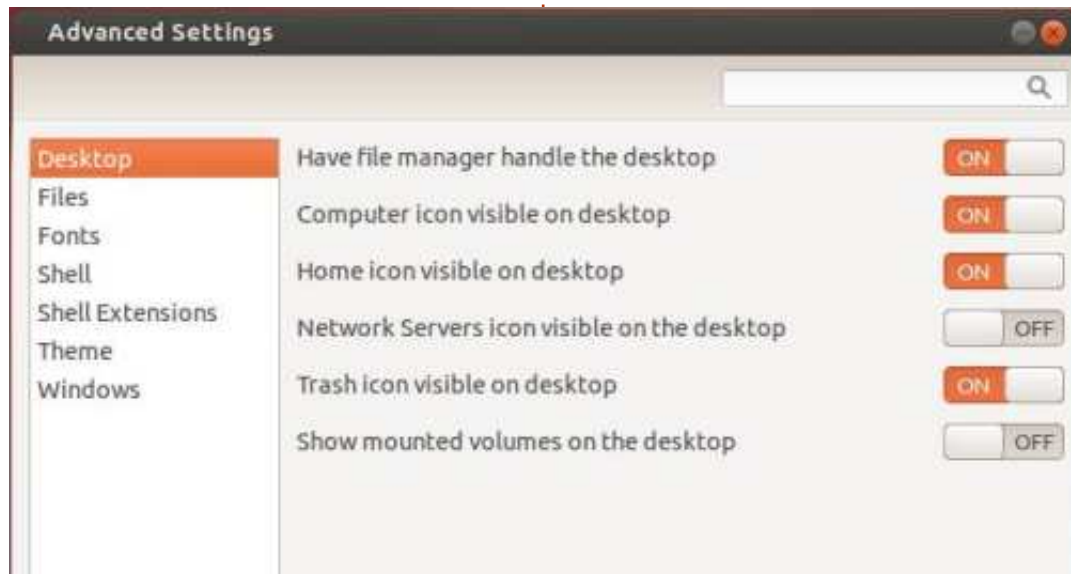 Advanced Settings
Desktop
Files
Fonts
Shell
Shell Extensions
Theme
Windows
Have file manager handle the desktop ON
Computer icon visible on desktop ON
Home icon visible on desktop ON
Network Servers icon visible on the desktop OFF
Trash icon visible on desktop ON
Show mounted volumes on the desktop OFF